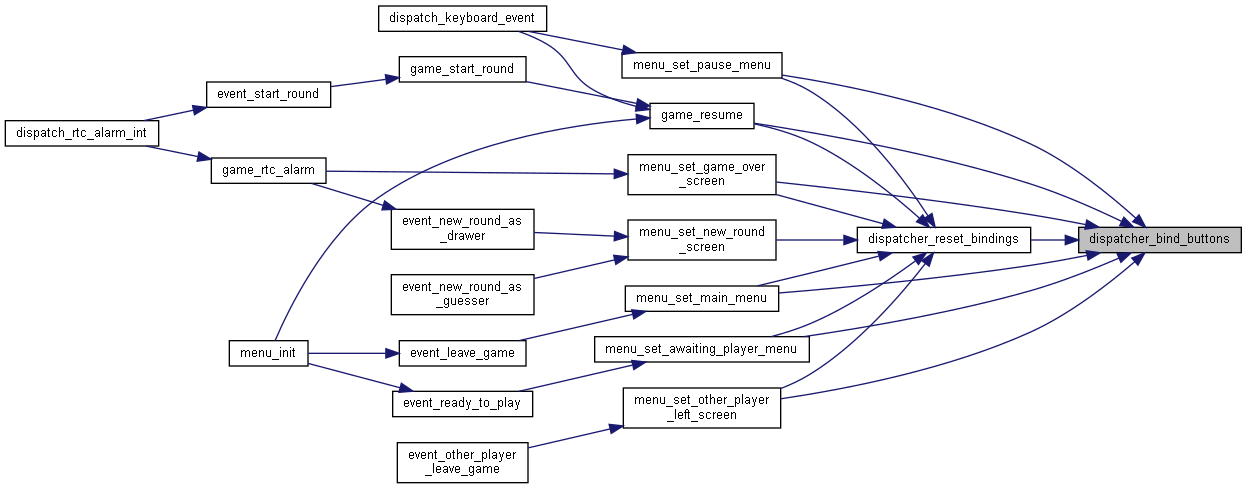 dispatch_keyboard_event
menu_set_pause_menu
game_start_round
event_start_round
game_resume
dispatch_rtc_alarm_int
game_rtc_alarm
menu_set_game_over
_screen
event_new_round_as
_drawer
menu_set_new_round
_screen
dispatcher_reset_bindings
dispatcher_bind_buttons
event_new_round_as
_guesser
menu_set_main_menu
menu_init
event_leave_game
menu_set_awaiting_player_menu
event_ready_to_play
menu_set_other_player
_left_screen
event_other_player
_leave_game